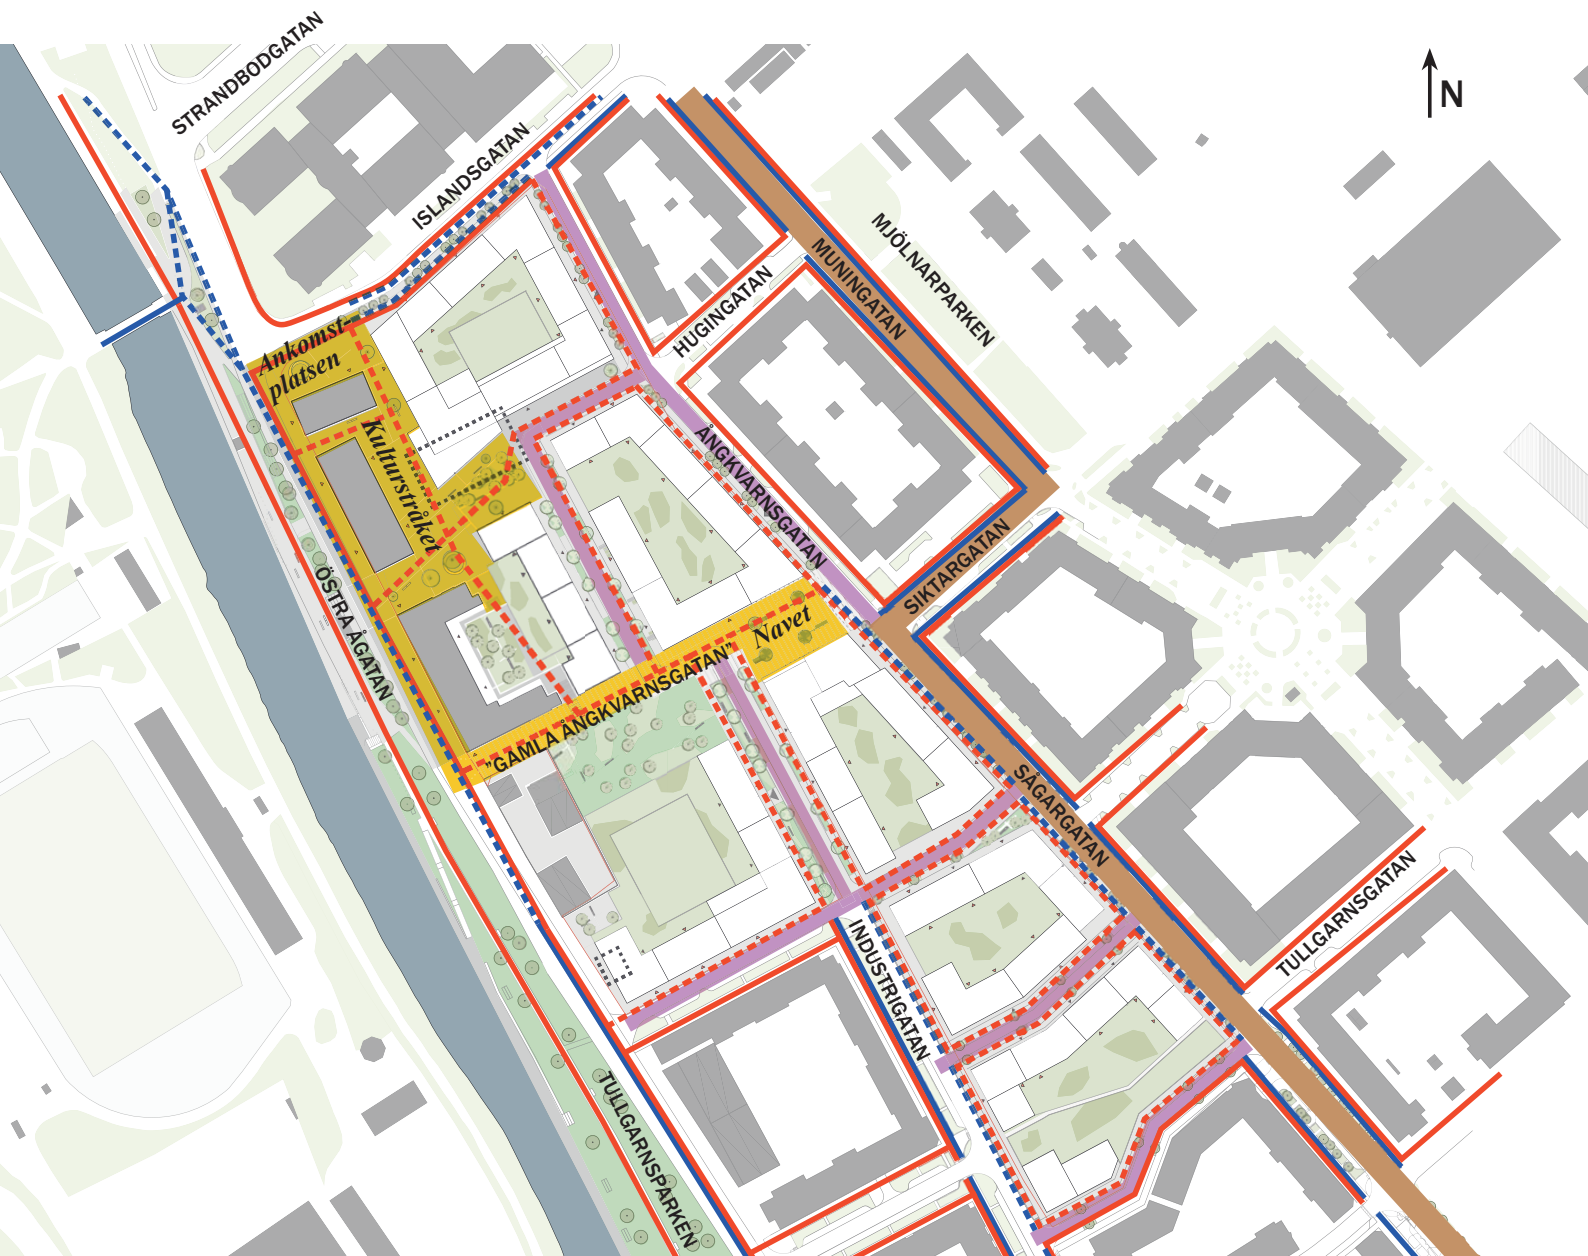 STRANDBODGATAN
N
ISLANDSGATAN
MJÖLNARPARKEN
MUNINGATAN
HUGINGATAN
Ankomst-
platsen
Kulturstråket
ÅNGKVARNSGATAN
SIKTARGATAN
ÖSTRA ÅGATAN
Navet
"GAMLA ÅNGKVARNSGATAN"
SÅGARGATAN
TULLGARNSGATAN
INDUSTRIGATAN
TULLGARNSPARKEN